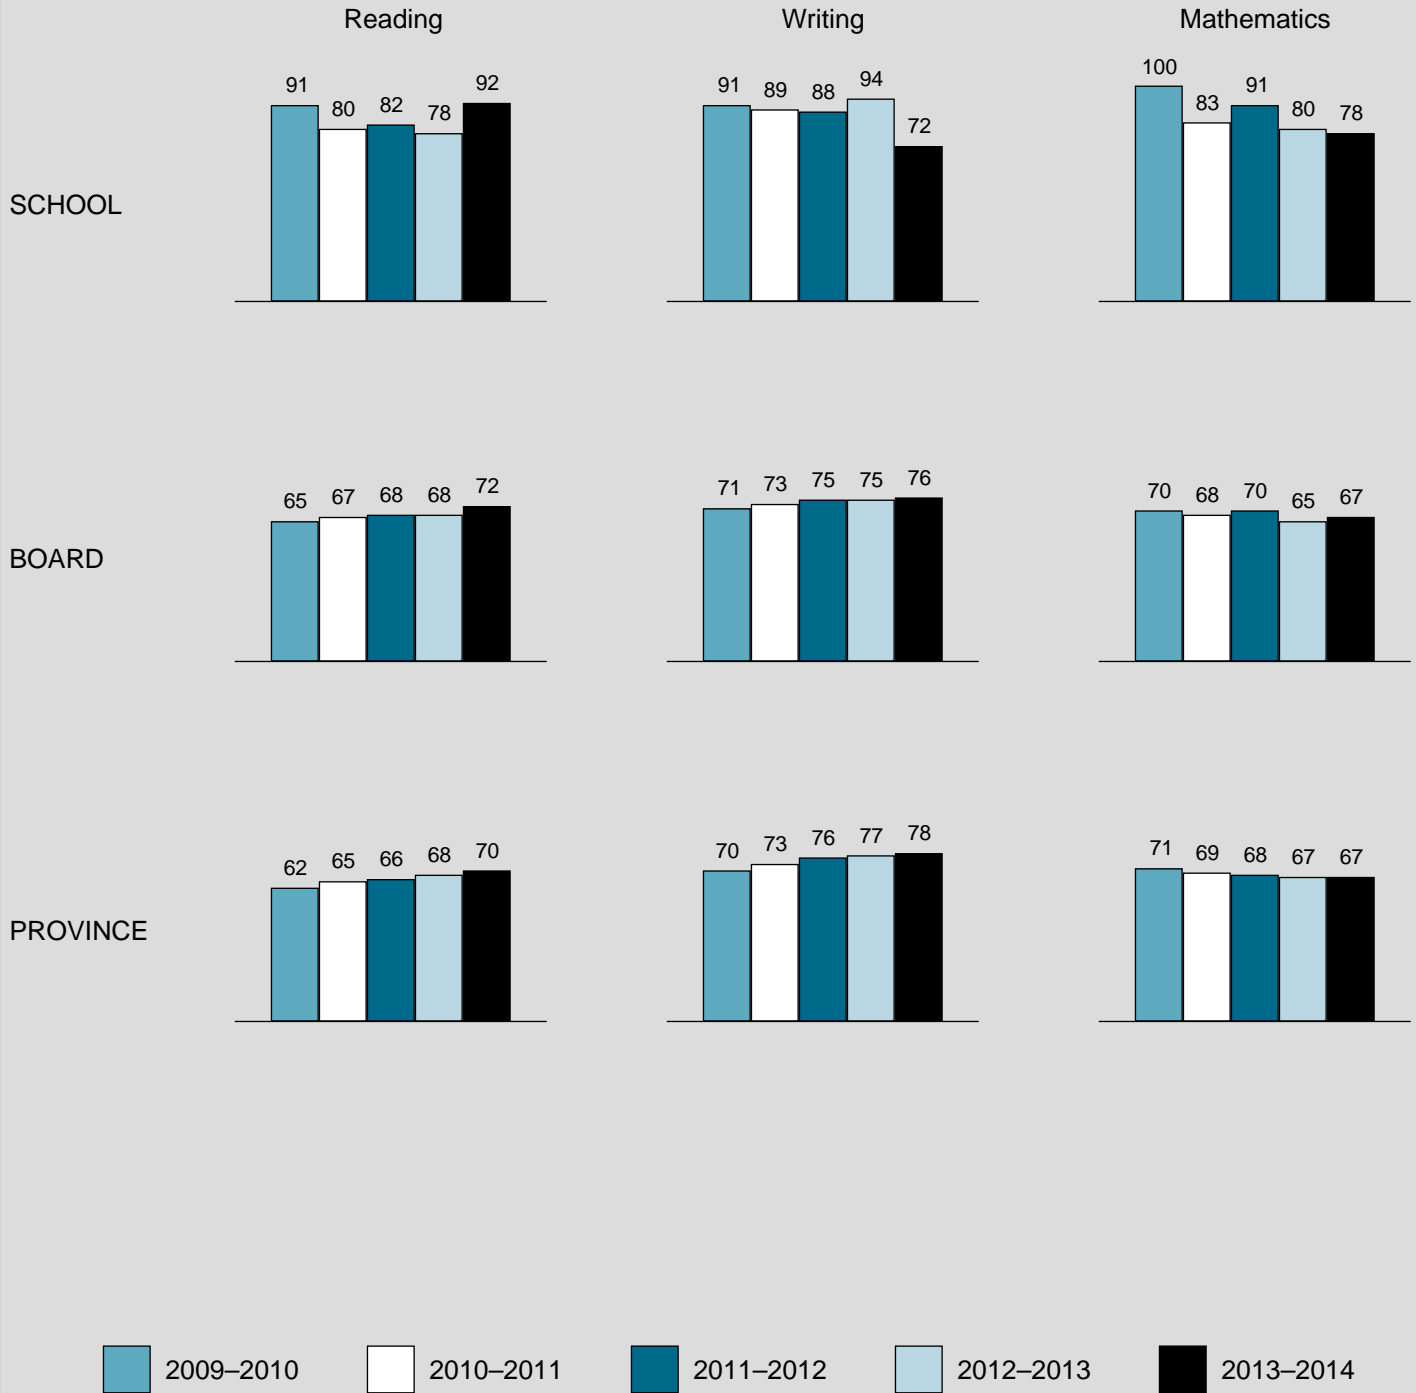 Reading Writing Mathematics
SCHOOL
91 80 82 78 92
91 89 88 94 72
100 83 91 80 78
BOARD
65 67 68 68 72
71 73 75 75 76
70 68 70 65 67
PROVINCE
62 65 66 68 70
70 73 76 77 78
71 69 68 67 67
2009–2010 2010–2011 2011–2012 2012–2013 2013–2014